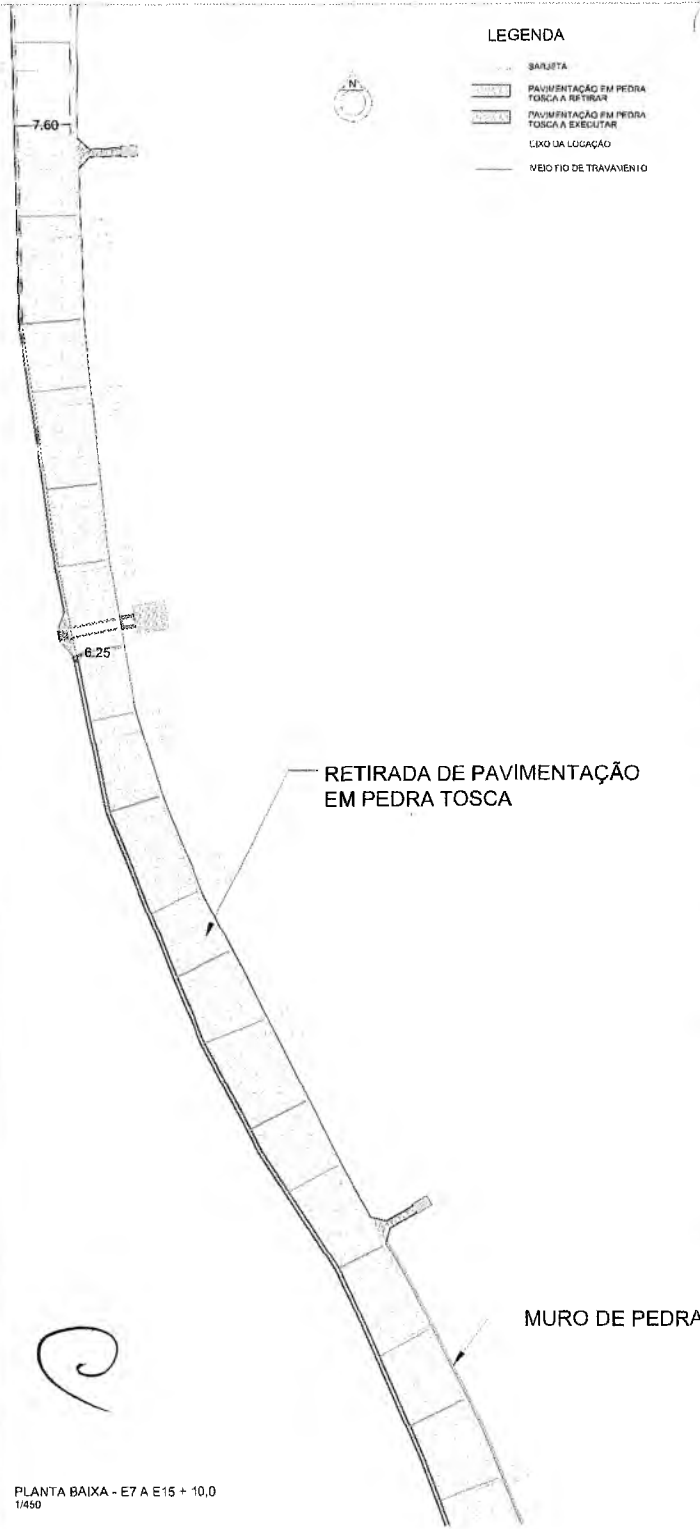 LEGENDA
N
SARJETA
PAVIMENTAÇÃO EM PEDRA
TOSCA A RETIRAR
PAVIMENTAÇÃO EM PEDRA
TOSCA A EXECUTAR
EIXO DA LOCAÇÃO
MEIO FIO DE TRAVAMENTO
7.60
6.25
RETIRADA DE PAVIMENTAÇÃO
EM PEDRA TOSCA
MURO DE PEDRA
PLANTA BAIXA - E7 A E15 + 10,0
1/450